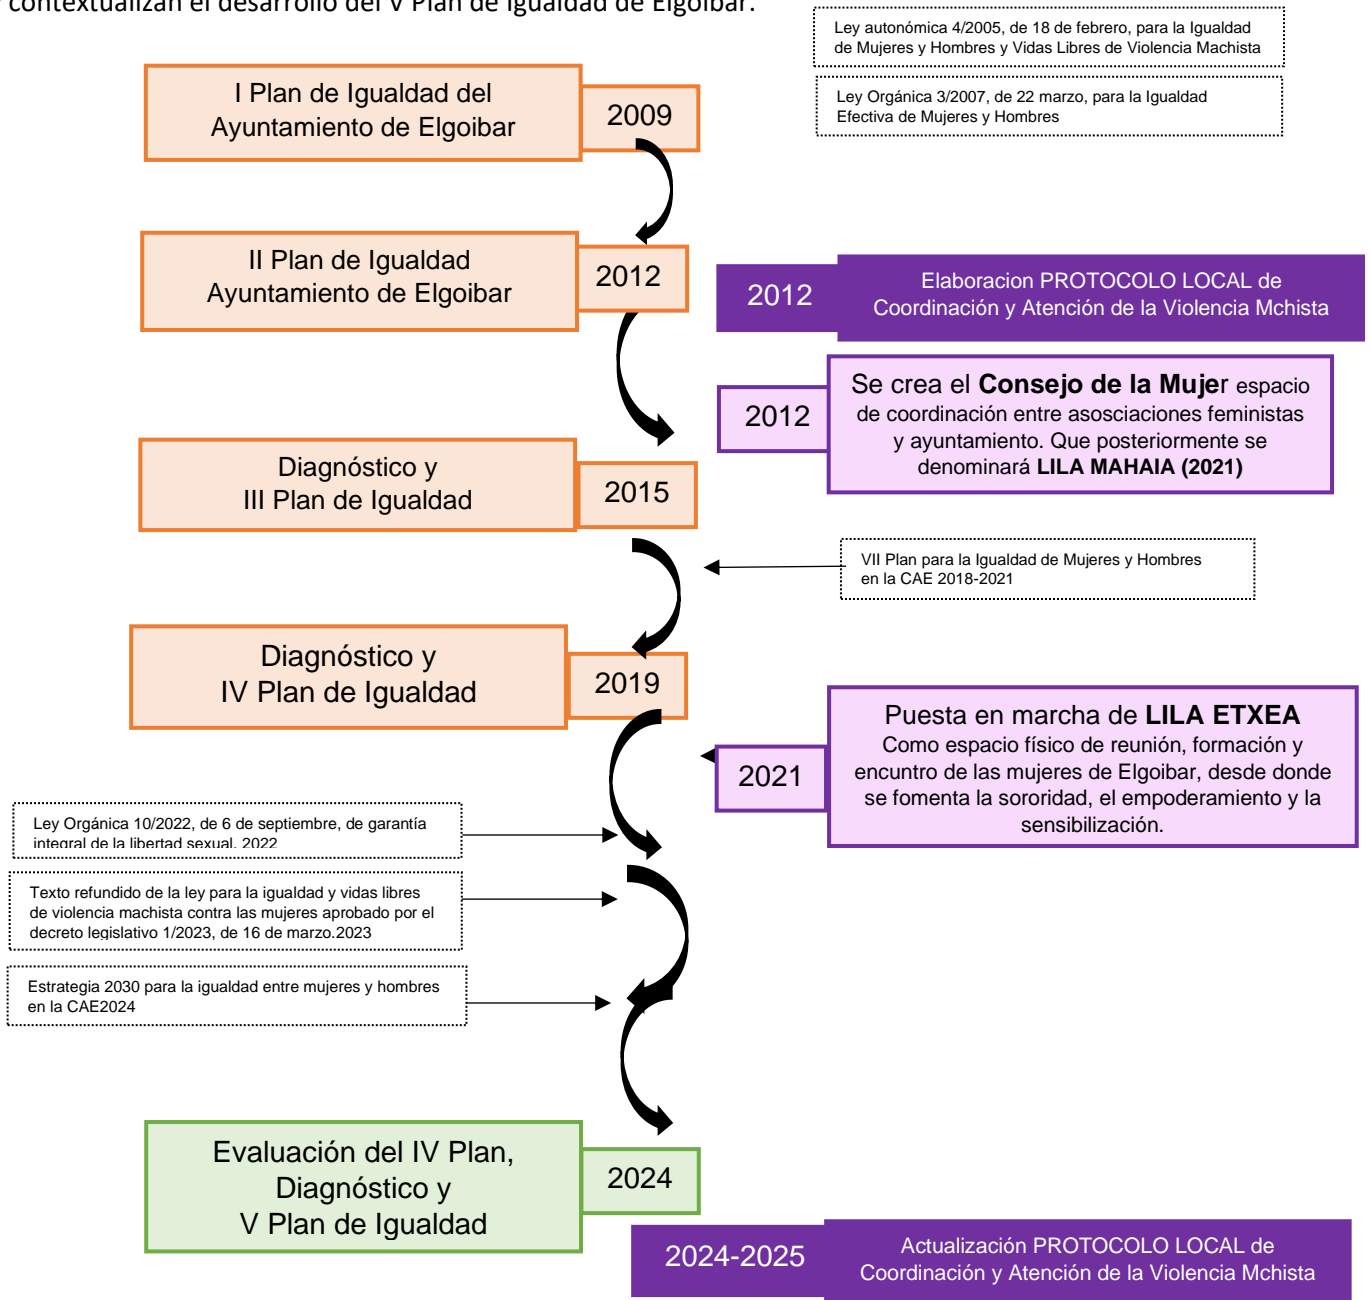 contextualizan el desarrollo del V Plan de Igualdad de Elgoibar.
Ley autonómica 4/2005, de 18 de febrero, para la Igualdad
de Mujeres y Hombres y Vidas Libres de Violencia Machista
Ley Orgánica 3/2007, de 22 marzo, para la Igualdad
Efectiva de Mujeres y Hombres
I Plan de Igualdad del
Ayuntamiento de Elgoibar
2009
II Plan de Igualdad
Ayuntamiento de Elgoibar
2012
2012
Elaboracion PROTOCOLO LOCAL de
Coordinación y Atención de la Violencia Mchista
2012
Se crea el Consejo de la Mujer espacio
de coordinación entre asosciaciones feministas
y ayuntamiento. Que posteriormente se
denominará LILA MAHAIA (2021)
Diagnóstico y
III Plan de Igualdad
2015
VII Plan para la Igualdad de Mujeres y Hombres
en la CAE 2018-2021
Diagnóstico y
IV Plan de Igualdad
2019
2021
Puesta en marcha de LILA ETXEA
Como espacio físico de reunión, formación y
encuntro de las mujeres de Elgoibar, desde donde
se fomenta la sororidad, el empoderamiento y la
sensibilización.
Ley Orgánica 10/2022, de 6 de septiembre, de garantía
integral de la libertad sexual. 2022
Texto refundido de la ley para la igualdad y vidas libres
de violencia machista contra las mujeres aprobado por el
decreto legislativo 1/2023, de 16 de marzo.2023
Estrategia 2030 para la igualdad entre mujeres y hombres
en la CAE2024
Evaluación del IV Plan,
Diagnóstico y
V Plan de Igualdad
2024
2024-2025
Actualización PROTOCOLO LOCAL de
Coordinación y Atención de la Violencia Mchista